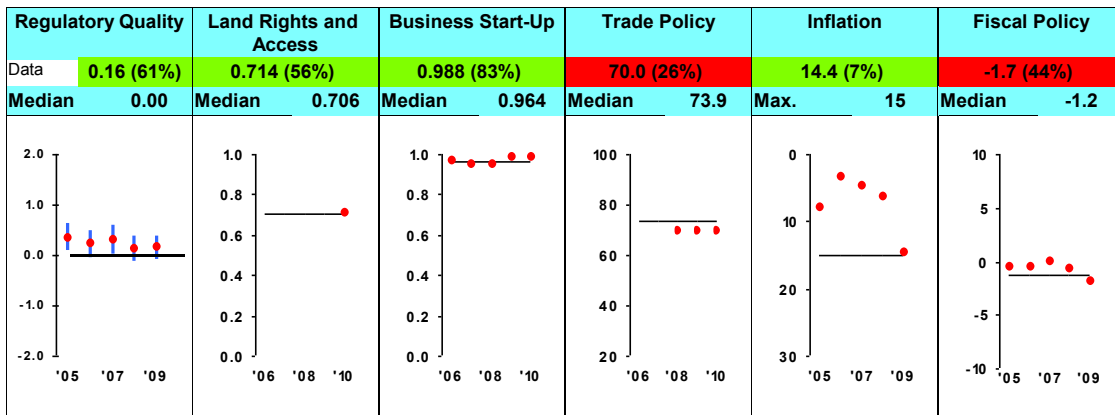 Regulatory Quality
Land Rights and
Access
Business Start-Up
Trade Policy
Inflation
Fiscal Policy
Data 0.16 (61%)
0.714 (56%)
0.988 (83%)
70.0 (26%)
14.4 (7%)
-1.7 (44%)
Median 0.00
Median 0.706
Median 0.964
Median 73.9
Max. 15
Median -1.2
2.0
1.0
0.0
-1.0
-2.0
'05 '07 '09
1.0
0.8
0.6
0.4
0.2
0.0
'06 '08 '10
1.0
0.8
0.6
0.4
0.2
0.0
'06 '08 '10
100
80
60
40
20
'06 '08 '10
0
10
20
30
'05 '07 '09
10
5
0
-5
-10
'05 '07 '09